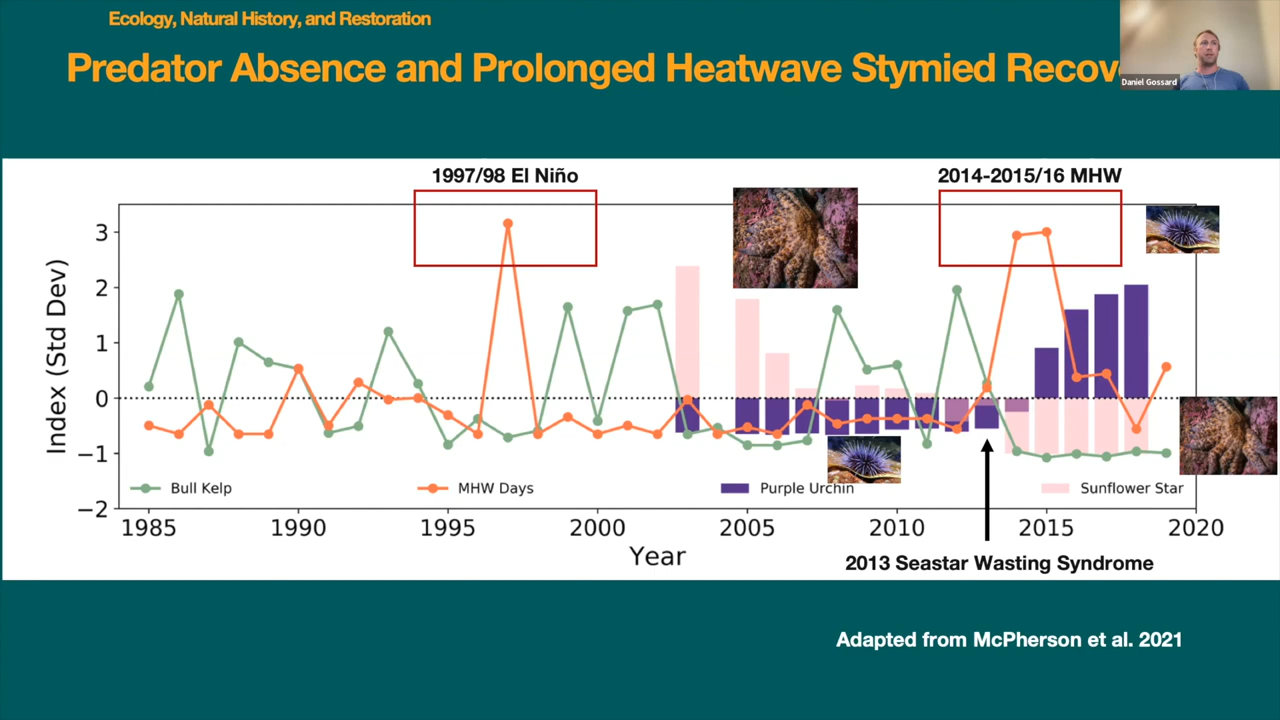 Ecology, Natural History, and Restoration
Predator Absence and Prolonged Heatwave Stymied Recov
Daniel Gossard
1997/98 El Niño
2014-2015/16 MHW
Index (Std Dev)
3
2
1
0
−1
−2
Bull Kelp
MHW Days
Purple Urchin
Sunflower Star
1985
1990
1995
2000
2005
2010
2015
2020
Year
2013 Seastar Wasting Syndrome
Adapted from McPherson et al. 2021